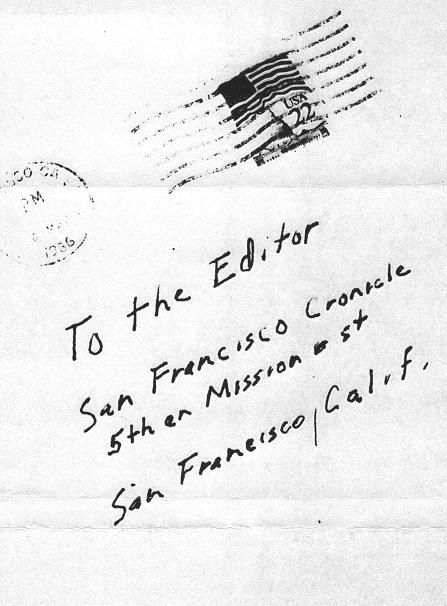 USA
22
CO CA
PM
1986
To the Editor
San Francisco Cronicle
5th en Mission st
San Francisco, Calif.